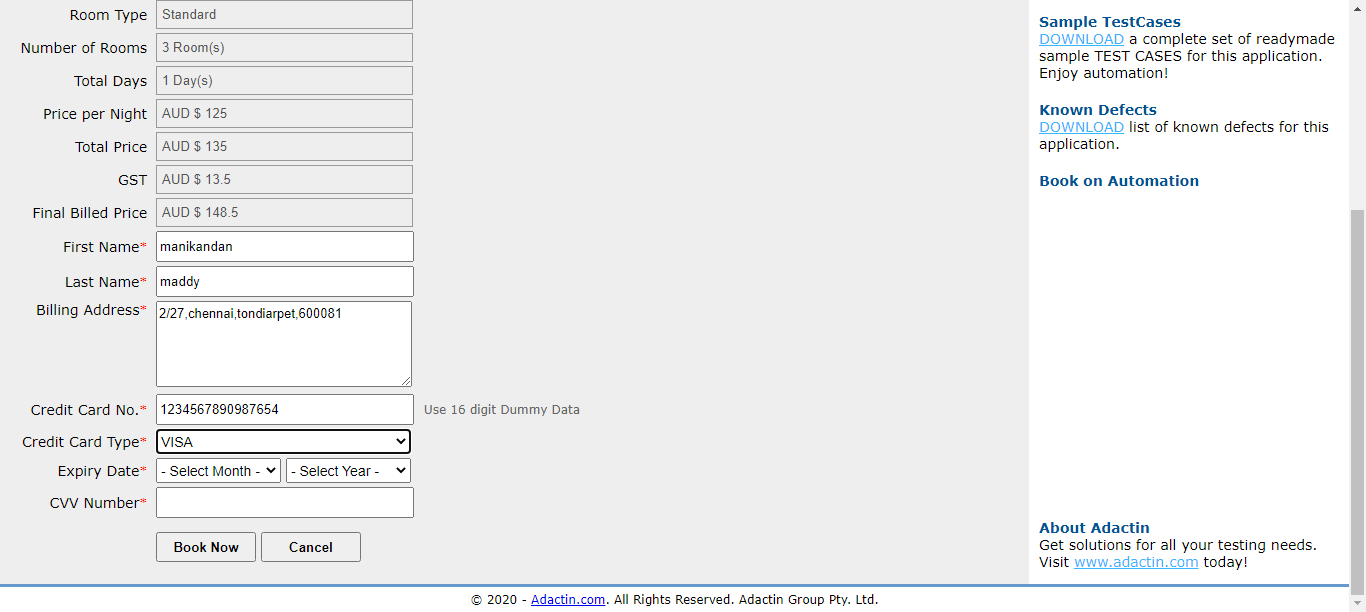 Room Type Standard
Number of Rooms 3 Room(s)
Total Days 1 Day(s)
Price per Night AUD $ 125
Total Price AUD $ 135
GST AUD $ 13.5
Final Billed Price AUD $ 148.5
First Name* manikandan
Last Name* maddy
Billing Address* 2/27,chennai,tondiarpet,600081
Credit Card No.* 1234567890987654 Use 16 digit Dummy Data
Credit Card Type* VISA
Expiry Date* - Select Month - - Select Year -
CVV Number*
Book Now Cancel
Sample TestCases
DOWNLOAD a complete set of readymade
sample TEST CASES for this application.
Enjoy automation!
Known Defects
DOWNLOAD list of known defects for this
application.
Book on Automation
About Adactin
Get solutions for all your testing needs.
Visit www.adactin.com today!
© 2020 - Adactin.com. All Rights Reserved. Adactin Group Pty. Ltd.